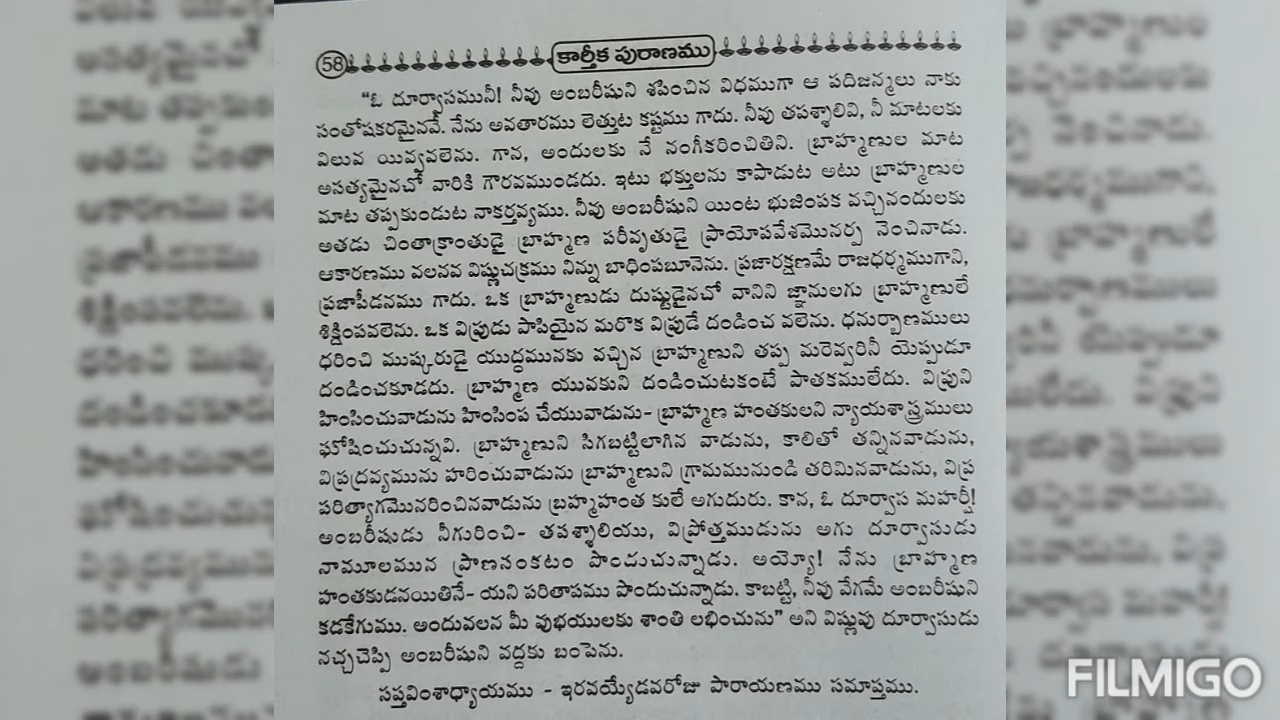 58 కార్తీక పురాణము
"ఓ దూర్వాసమునీ! నీవు అంబరీషుని శపించిన విధముగా ఆ పదిజన్మలు నాకు
సంతోషకరమైనవే. నేను అవతారము లెత్తుట కష్టము గాదు. నీవు తపశ్శాలివి, నీ మాటలకు
విలువ యివ్వవలెను. గాన, అందులకు నే నంగీకరించితిని. బ్రాహ్మణుల మాట
అసత్యమైనచో వారికి గౌరవముండదు. ఇటు భక్తులను కాపాడుట అటు బ్రాహ్మణుల
మాట తప్పకుండుట నాకర్తవ్యము. నీవు అంబరీషుని యింట భుజింపక వచ్చినందులకు
అతడు చింతాక్రాంతుడై బ్రాహ్మణ పరీవృతుడై ప్రాయోపవేశమొనర్ప నెంచినాడు.
ఆకారణము వలనవ విష్ణుచక్రము నిన్ను బాధింపబూనెను. ప్రజారక్షణమే రాజధర్మముగాని,
ప్రజాపీడనము గాదు. ఒక బ్రాహ్మణుడు దుష్టుడైనచో వానిని జ్ఞానులగు బ్రాహ్మణులే
శిక్షింపవలెను. ఒక విప్రుడు పాపియైన మరొక విప్రుడే దండించ వలెను. ధనుర్బాణములు
ధరించి ముష్కరుడై యుద్ధమునకు వచ్చిన బ్రాహ్మణుని తప్ప మరెవ్వరినీ యెప్పుడూ
దండించకూడదు. బ్రాహ్మణ యువకుని దండించుటకంటే పాతకములేదు. విప్రుని
హింసించువాడును హింసింప చేయువాడును- బ్రాహ్మణ హంతకులని న్యాయశాస్త్రములు
ఘోషించుచున్నవి. బ్రాహ్మణుని సిగబట్టిలాగిన వాడును, కాలితో తన్నినవాడును,
విప్రద్రవ్యమును హరించువాడును బ్రాహ్మణుని గ్రామమునుండి తరిమినవాడును, విప్ర
పరిత్యాగమొనరించినవాడును బ్రహ్మహంత కులే అగుదురు. కాన, ఓ దూర్వాస మహర్షీ!
అంబరీషుడు నీగురించి- తపశ్శాలియు, విప్రోత్తముడును అగు దూర్వాసుడు
నామూలమున ప్రాణనంకటం పొందుచున్నాడు. అయ్యో! నేను బ్రాహ్మణ
హంతకుడనయితినే- యని పరితాపము పొందుచున్నాడు. కాబట్టి, నీవు వేగమే అంబరీషుని
కడకేగుము. అందువలన మీ వుభయులకు శాంతి లభించును" అని విష్ణువు దూర్వాసుడు
నచ్చచెప్పి అంబరీషుని వద్దకు బంపెను.
సప్తవింశాధ్యాయము - ఇరవయ్యేడవరోజు పారాయణము సమాప్తము.
FILMIGO